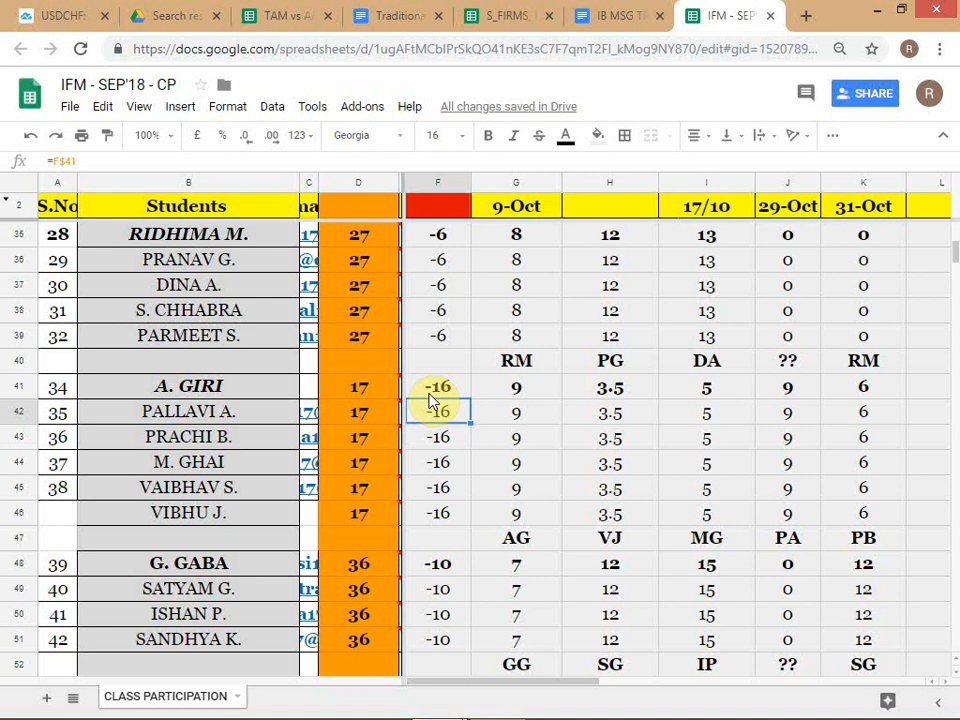 USDCHF:
Search res
TAM vs A
Traditiona
S_FIRMS,
IB MSG TI
IFM - SEP'
https://docs.google.com/spreadsheets/d/1ugAFtMCbIPrSkQO41nKE3sC7F7qmT2FI_kMog9NY870/edit#gid=1520789...
R
IFM - SEP'18 - CP
SHARE
R
File Edit View Insert Format Data Tools Add-ons Help All changes saved in Drive
100% £ % .0 .00 123 Georgia 16 B I S A
fx =F$41
A B C D F G H I J K L
2 S.No Students 9-Oct 17/10 29-Oct 31-Oct
36 28 RIDHIMA M. 17 27 -6 8 12 13 0 0
36 29 PRANAV G. 27 -6 8 12 13 0 0
37 30 DINA A. 17 27 -6 8 12 13 0 0
38 31 S. CHHABRA 27 -6 8 12 13 0 0
39 32 PARMEET S. 27 -6 8 12 13 0 0
40 RM PG DA ?? RM
41 34 A. GIRI 17 -16 9 3.5 5 9 6
42 35 PALLAVI A. 17 -16 9 3.5 5 9 6
43 36 PRACHI B. 17 -16 9 3.5 5 9 6
44 37 M. GHAI 17 -16 9 3.5 5 9 6
45 38 VAIBHAV S. 17 -16 9 3.5 5 9 6
46 VIBHU J. 17 -16 9 3.5 5 9 6
47 AG VJ MG PA PB
48 39 G. GABA 36 -10 7 12 15 0 12
49 40 SATYAM G. 36 -10 7 12 15 0 12
50 41 ISHAN P. 36 -10 7 12 15 0 12
51 42 SANDHYA K. 36 -10 7 12 15 0 12
52 GG SG IP ?? SG
CLASS PARTICIPATION